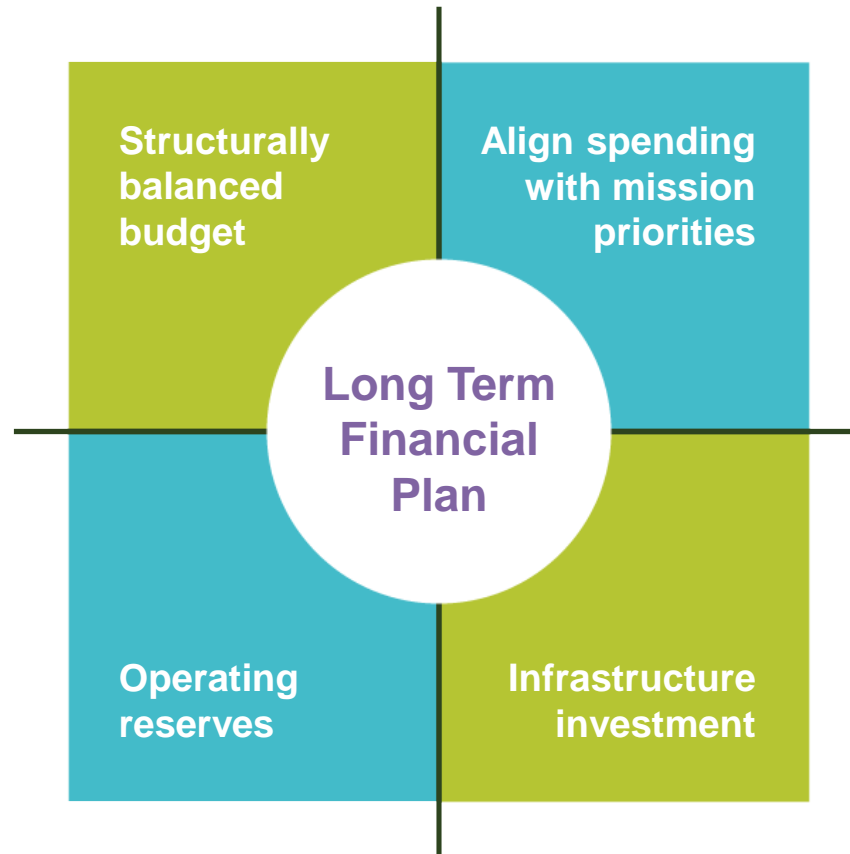 Structurally
balanced
budget
Align spending
with mission
priorities
Long Term
Financial
Plan
Operating
reserves
Infrastructure
investment